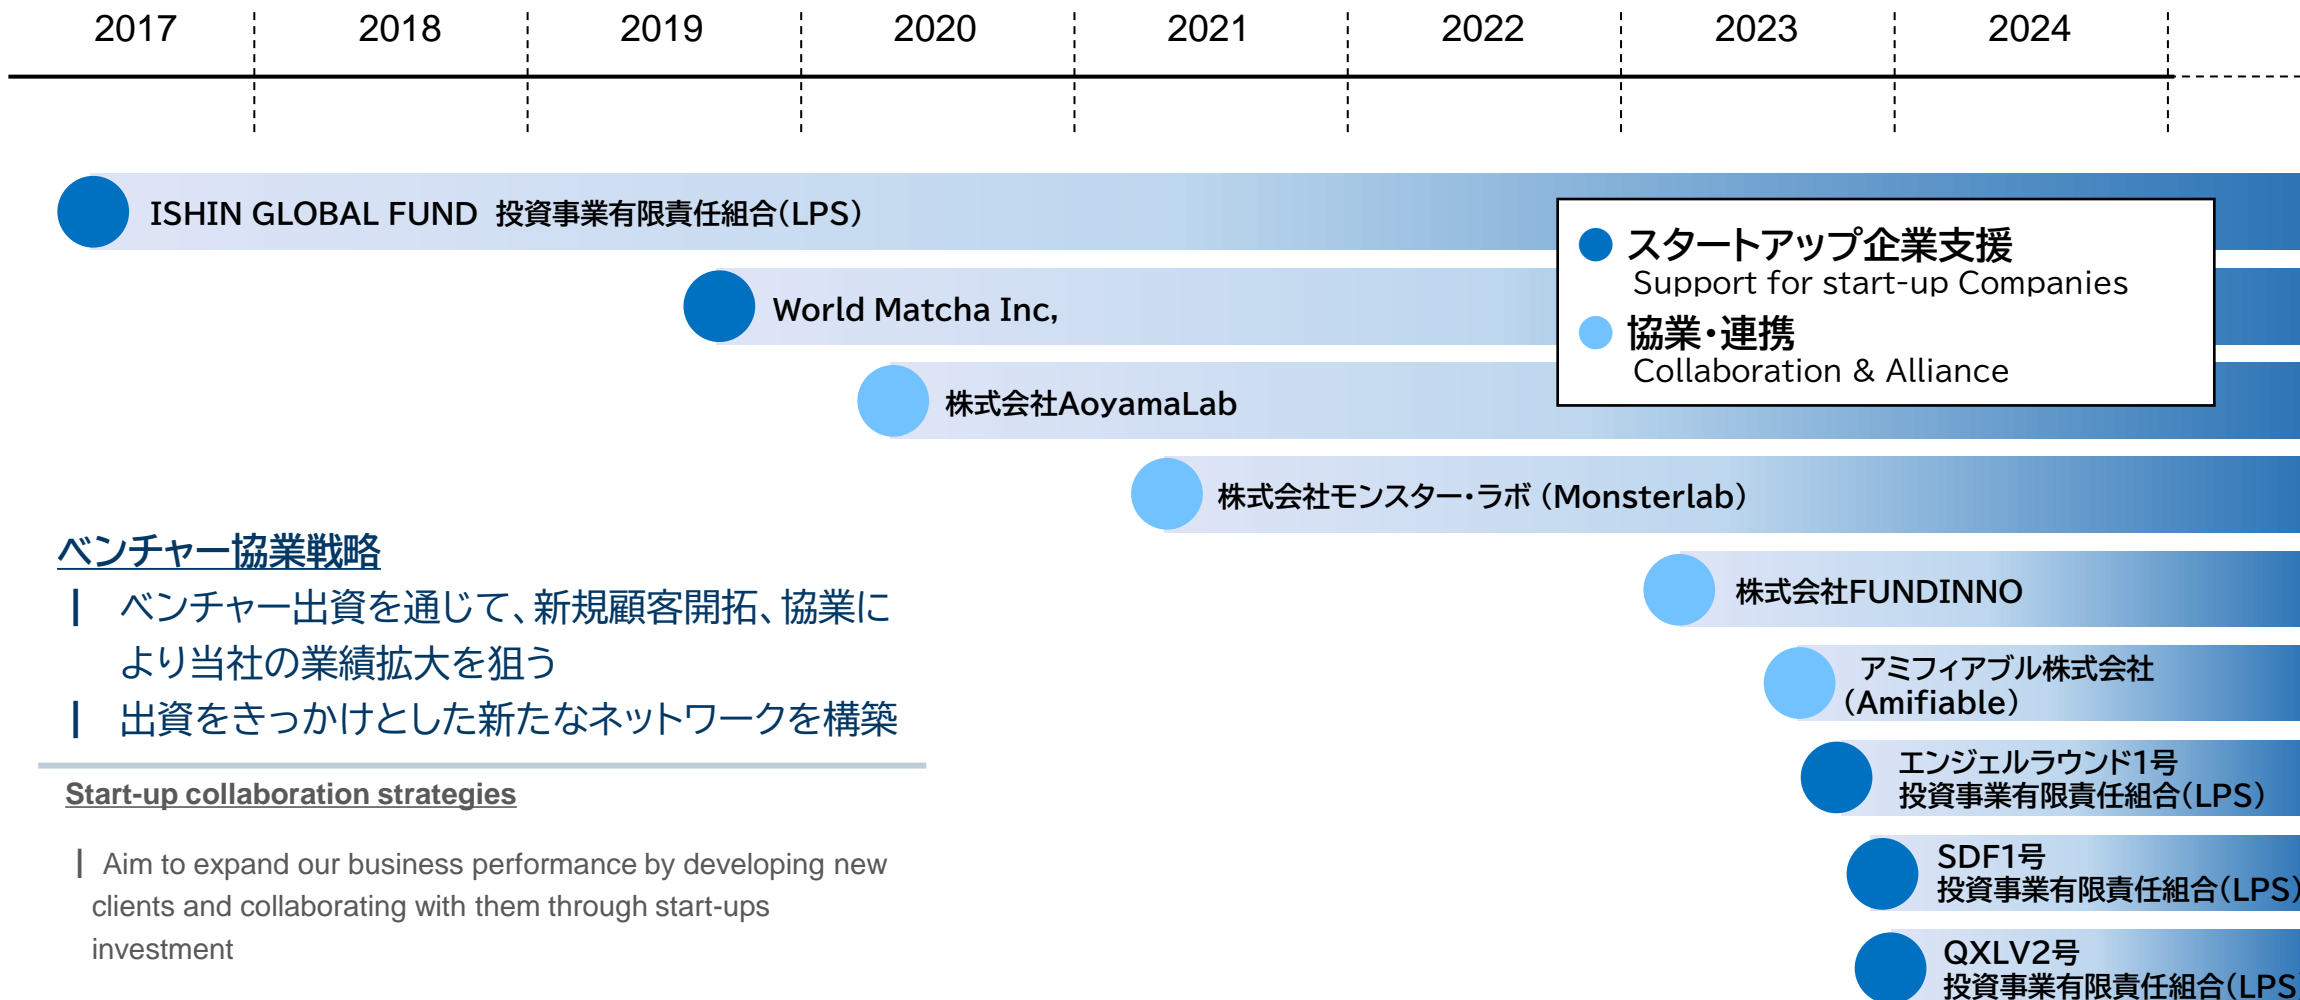 2017 2018 2019 2020 2021 2022 2023 2024
ISHIN GLOBAL FUND 投資事業有限責任組合(LPS)
スタートアップ企業支援
Support for start-up Companies
協業・連携
Collaboration & Alliance
World Matcha Inc,
株式会社AoyamaLab
株式会社モンスター・ラボ (Monsterlab)
株式会社FUNDINNO
アミフィアブル株式会社
(Amifiable)
エンジェルラウンド1号
投資事業有限責任組合(LPS)
SDF1号
投資事業有限責任組合(LPS)
QXLV2号
投資事業有限責任組合(LPS
ベンチャー協業戦略
| ベンチャー出資を通じて、新規顧客開拓、協業に
より当社の業績拡大を狙う
| 出資をきっかけとした新たなネットワークを構築
Start-up collaboration strategies
| Aim to expand our business performance by developing new
clients and collaborating with them through start-ups
investment